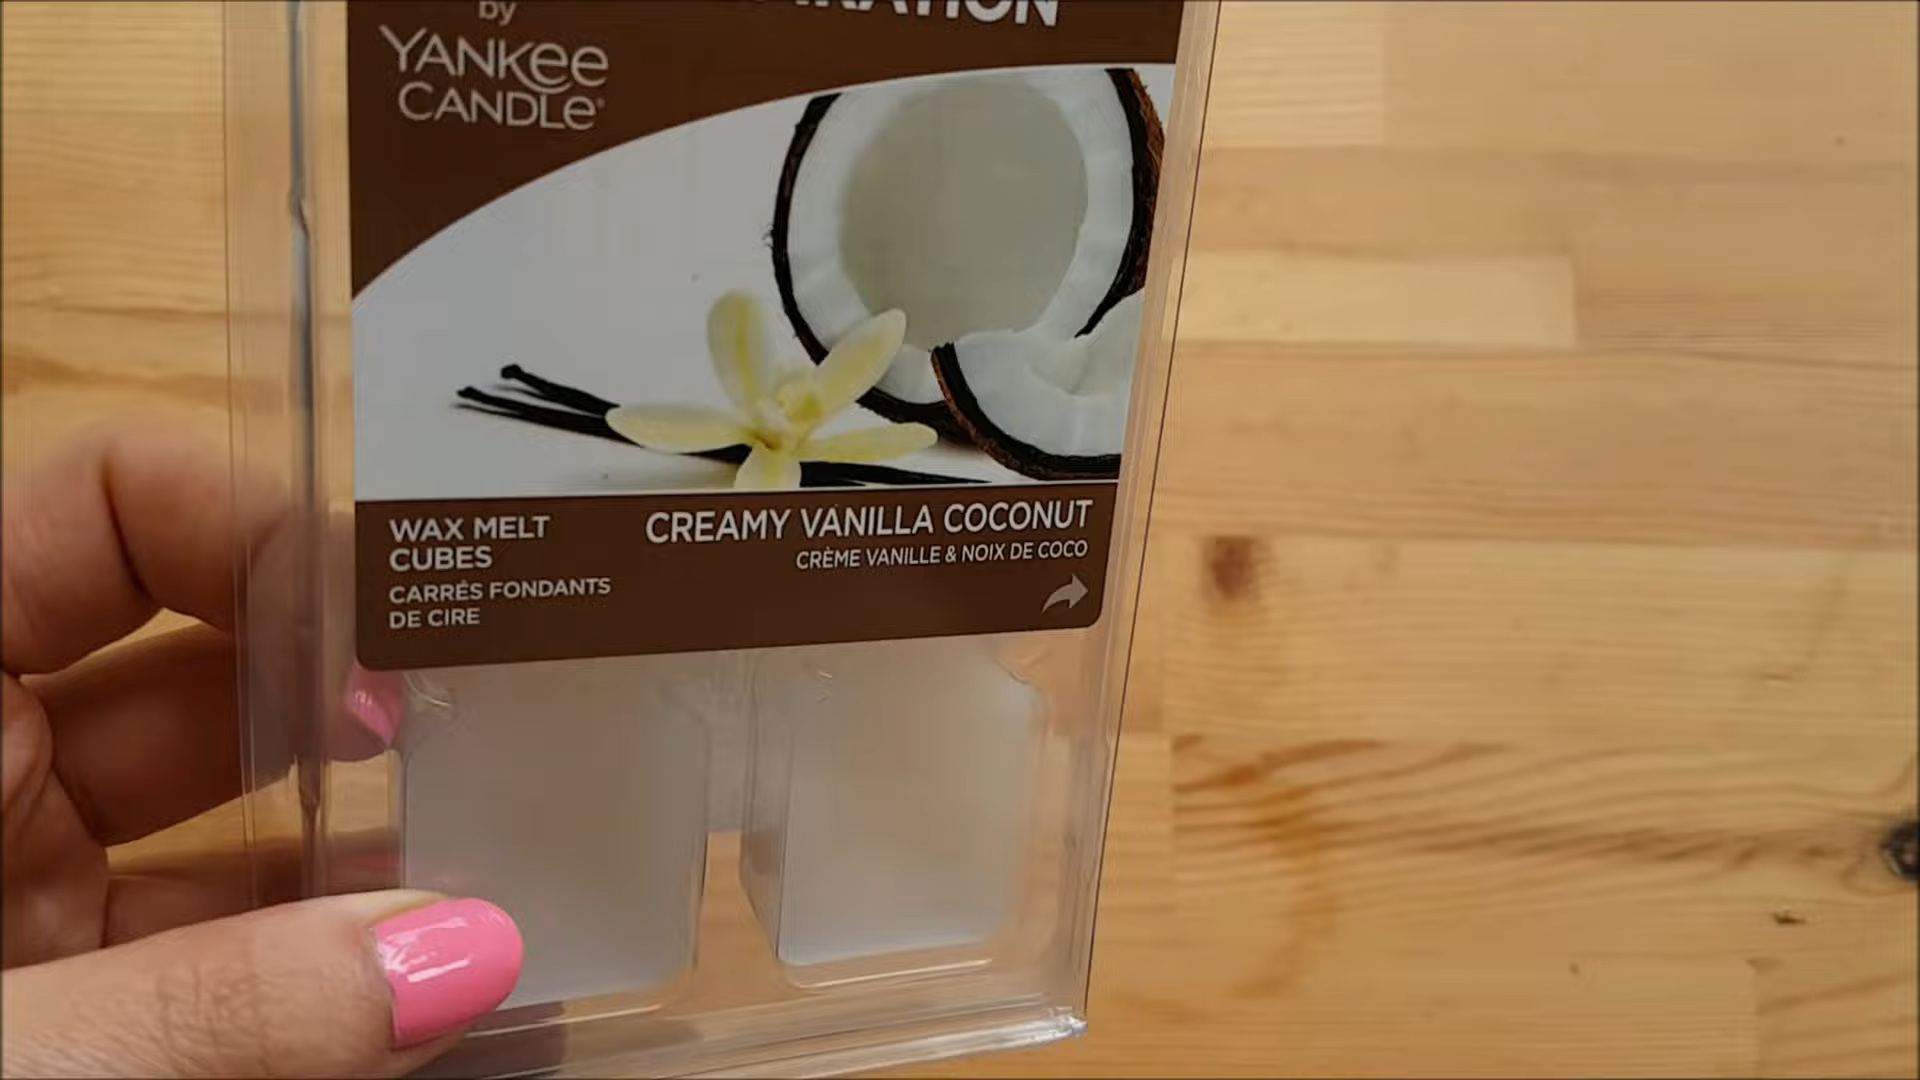 by
YANKee
CANDLe
WAX MELT
CUBES
CARRÉS FONDANTS
DE CIRE
CREAMY VANILLA COCONUT
CRÈME VANILLE & NOIX DE COCO